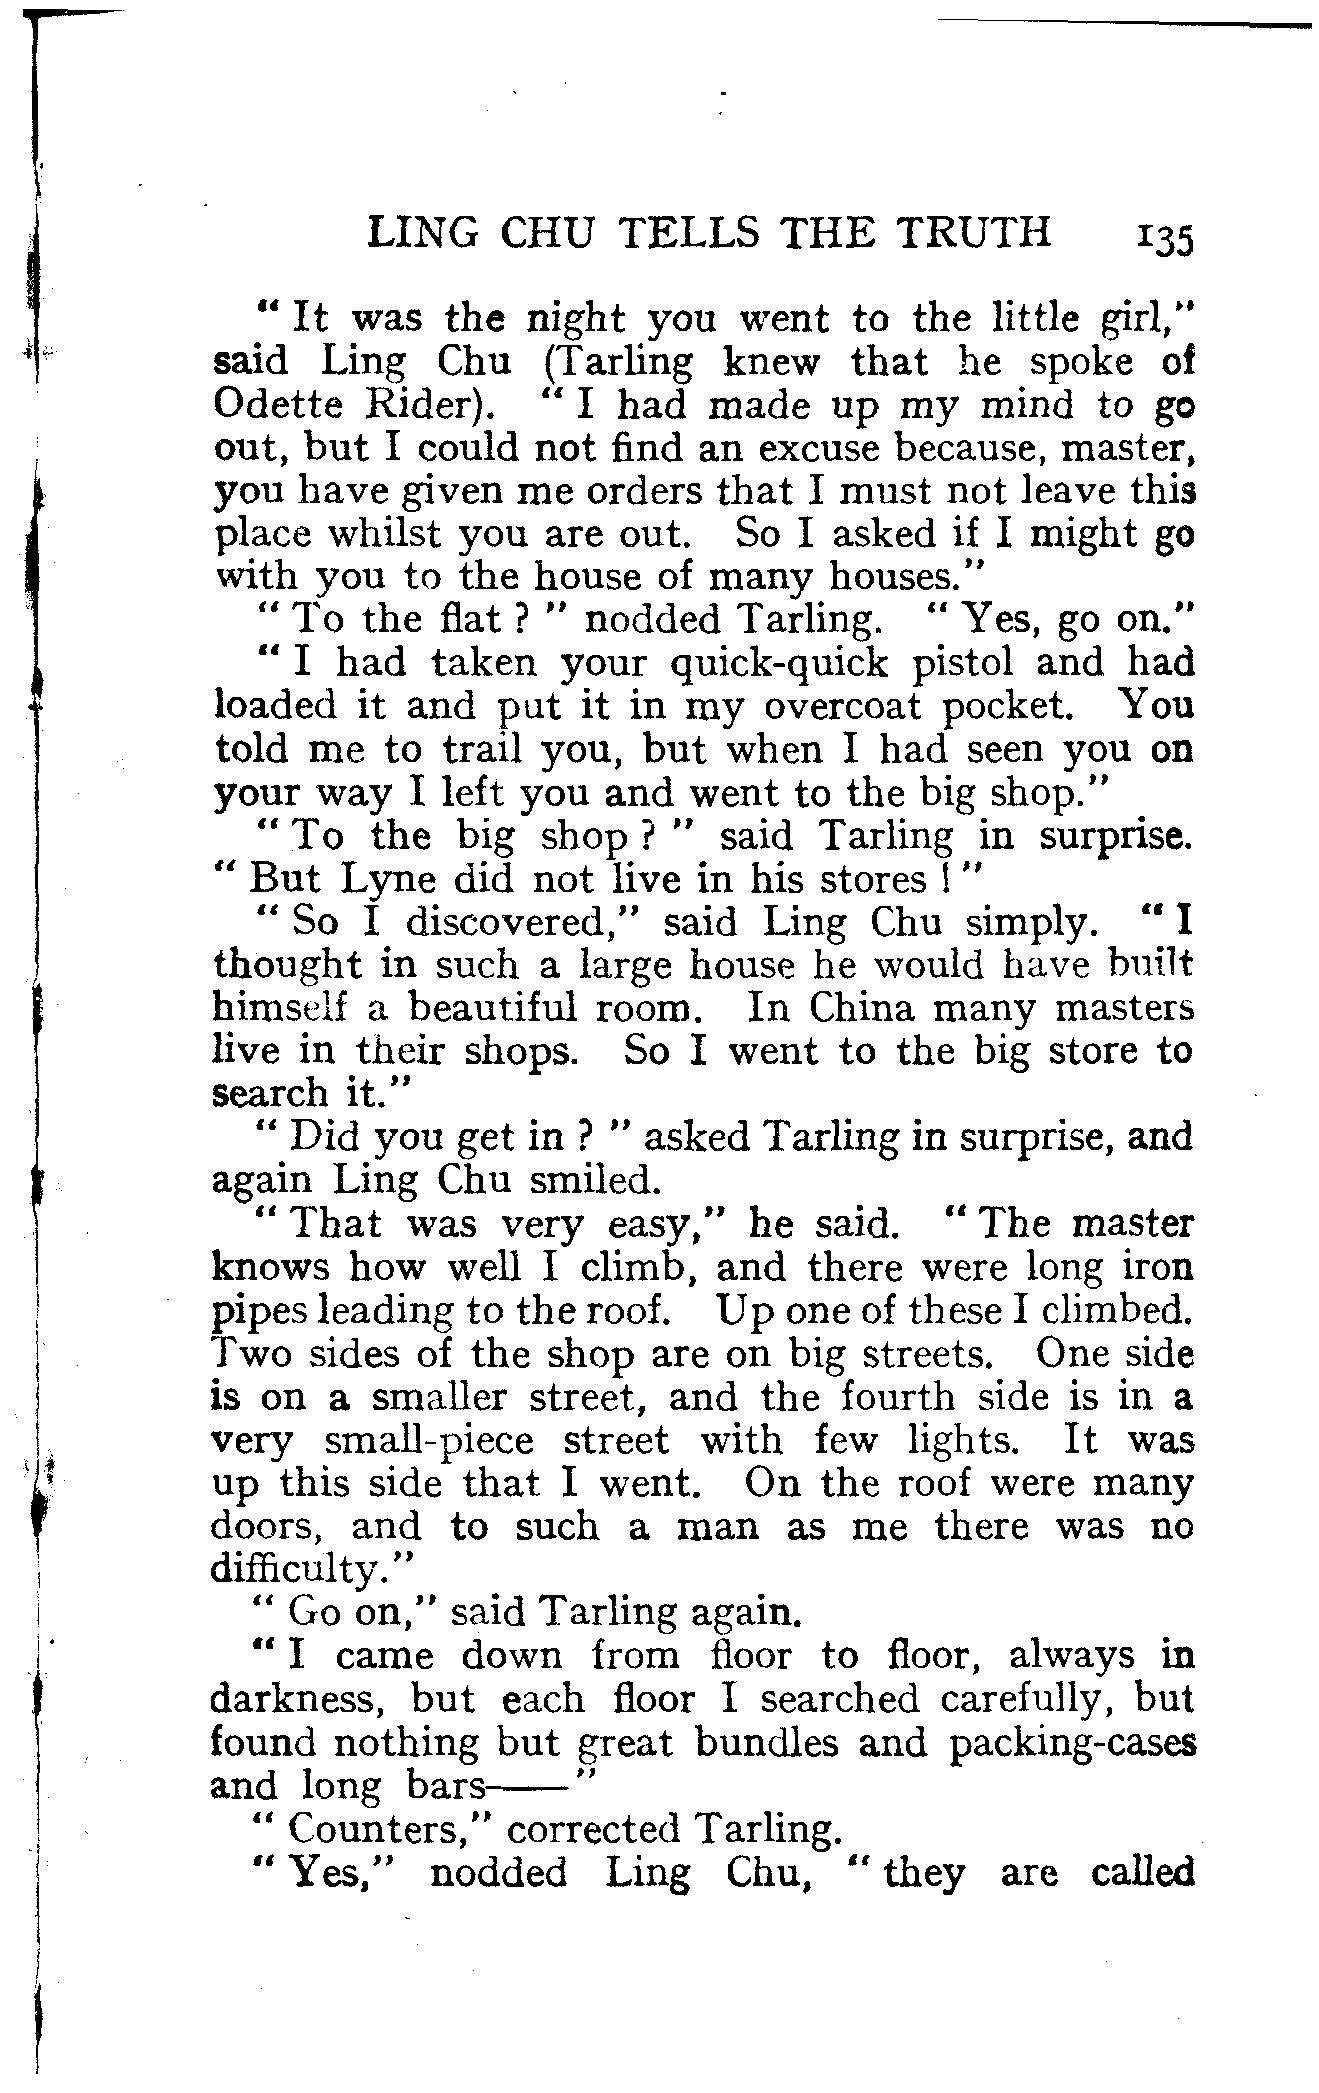 LING CHU TELLS THE TRUTH 135
“ It was the night you went to the little girl,”
said Ling Chu (Tarling knew that he spoke of
Odette Rider). “ I had made up my mind to go
out, but I could not find an excuse because, master,
you have given me orders that I must not leave this
place whilst you are out. So I asked if I might go
with you to the house of many houses.”
“ To the flat ? ” nodded Tarling. “ Yes, go on.”
“ I had taken your quick-quick pistol and had
loaded it and put it in my overcoat pocket. You
told me to trail you, but when I had seen you on
your way I left you and went to the big shop.”
“ To the big shop ? ” said Tarling in surprise.
“ But Lyne did not live in his stores ! ”
“ So I discovered,” said Ling Chu simply. “ I
thought in such a large house he would have built
himself a beautiful room. In China many masters
live in their shops. So I went to the big store to
search it.”
“ Did you get in ? ” asked Tarling in surprise, and
again Ling Chu smiled.
“ That was very easy,” he said. “ The master
knows how well I climb, and there were long iron
pipes leading to the roof. Up one of these I climbed.
Two sides of the shop are on big streets. One side
is on a smaller street, and the fourth side is in a
very small-piece street with few lights. It was
up this side that I went. On the roof were many
doors, and to such a man as me there was no
difficulty.”
“ Go on,” said Tarling again.
“ I came down from floor to floor, always in
darkness, but each floor I searched carefully, but
found nothing but great bundles and packing-cases
and long bars——”
“ Counters,” corrected Tarling.
“ Yes,” nodded Ling Chu, “ they are called